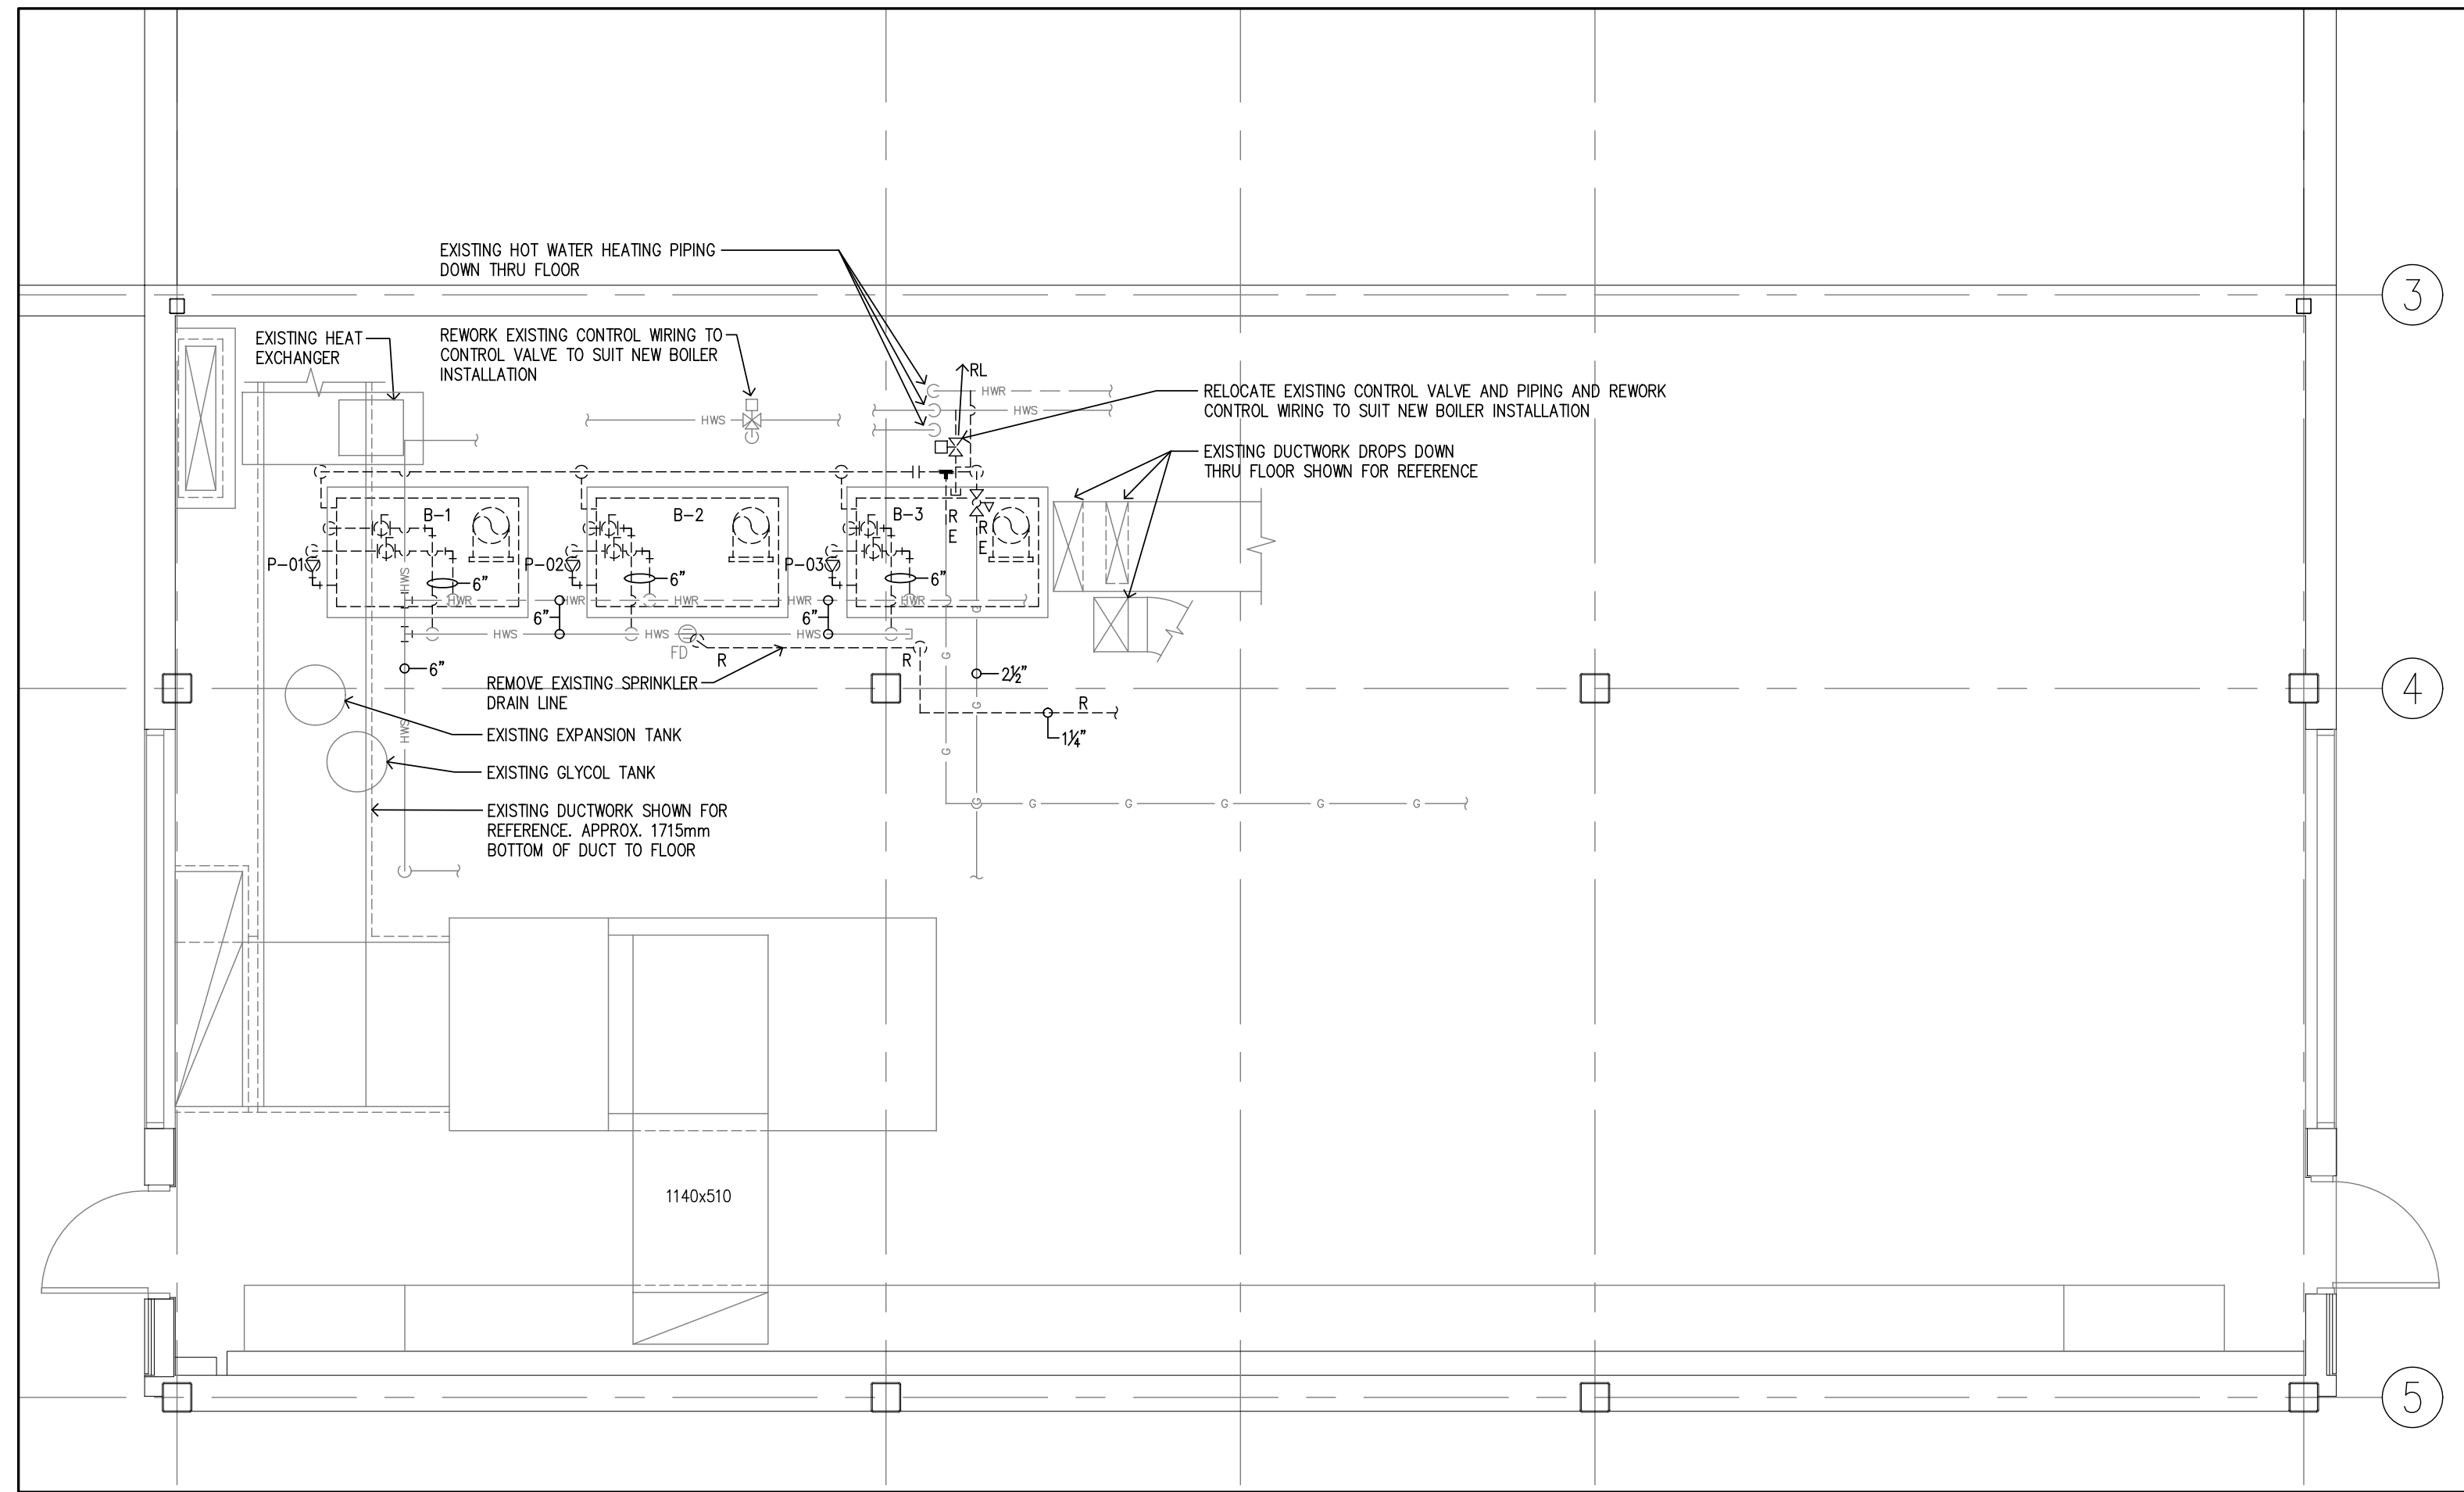 EXISTING HOT WATER HEATING PIPING
DOWN THRU FLOOR
3
EXISTING HEAT
EXCHANGER
REWORK EXISTING CONTROL WIRING TO
CONTROL VALVE TO SUIT NEW BOILER
INSTALLATION
RL
HWR
HWS
HWS
RELOCATE EXISTING CONTROL VALVE AND PIPING AND REWORK
CONTROL WIRING TO SUIT NEW BOILER INSTALLATION
EXISTING DUCTWORK DROPS DOWN
THRU FLOOR SHOWN FOR REFERENCE
B-1
B-2
B-3
R
E
R
E
P-01
P-02
P-03
HWS
6"
6"
6"
HWR
HWR
HWR
HWR
HWR
G
6"
6"
HWS
HWS
HWS
FD
R
R
G
6"
2½"
4
REMOVE EXISTING SPRINKLER
DRAIN LINE
G
R
HWS
1¼"
EXISTING EXPANSION TANK
G
EXISTING GLYCOL TANK
G
G
G
G
G
G
EXISTING DUCTWORK SHOWN FOR
REFERENCE. APPROX. 1715mm
BOTTOM OF DUCT TO FLOOR
1140x510
5